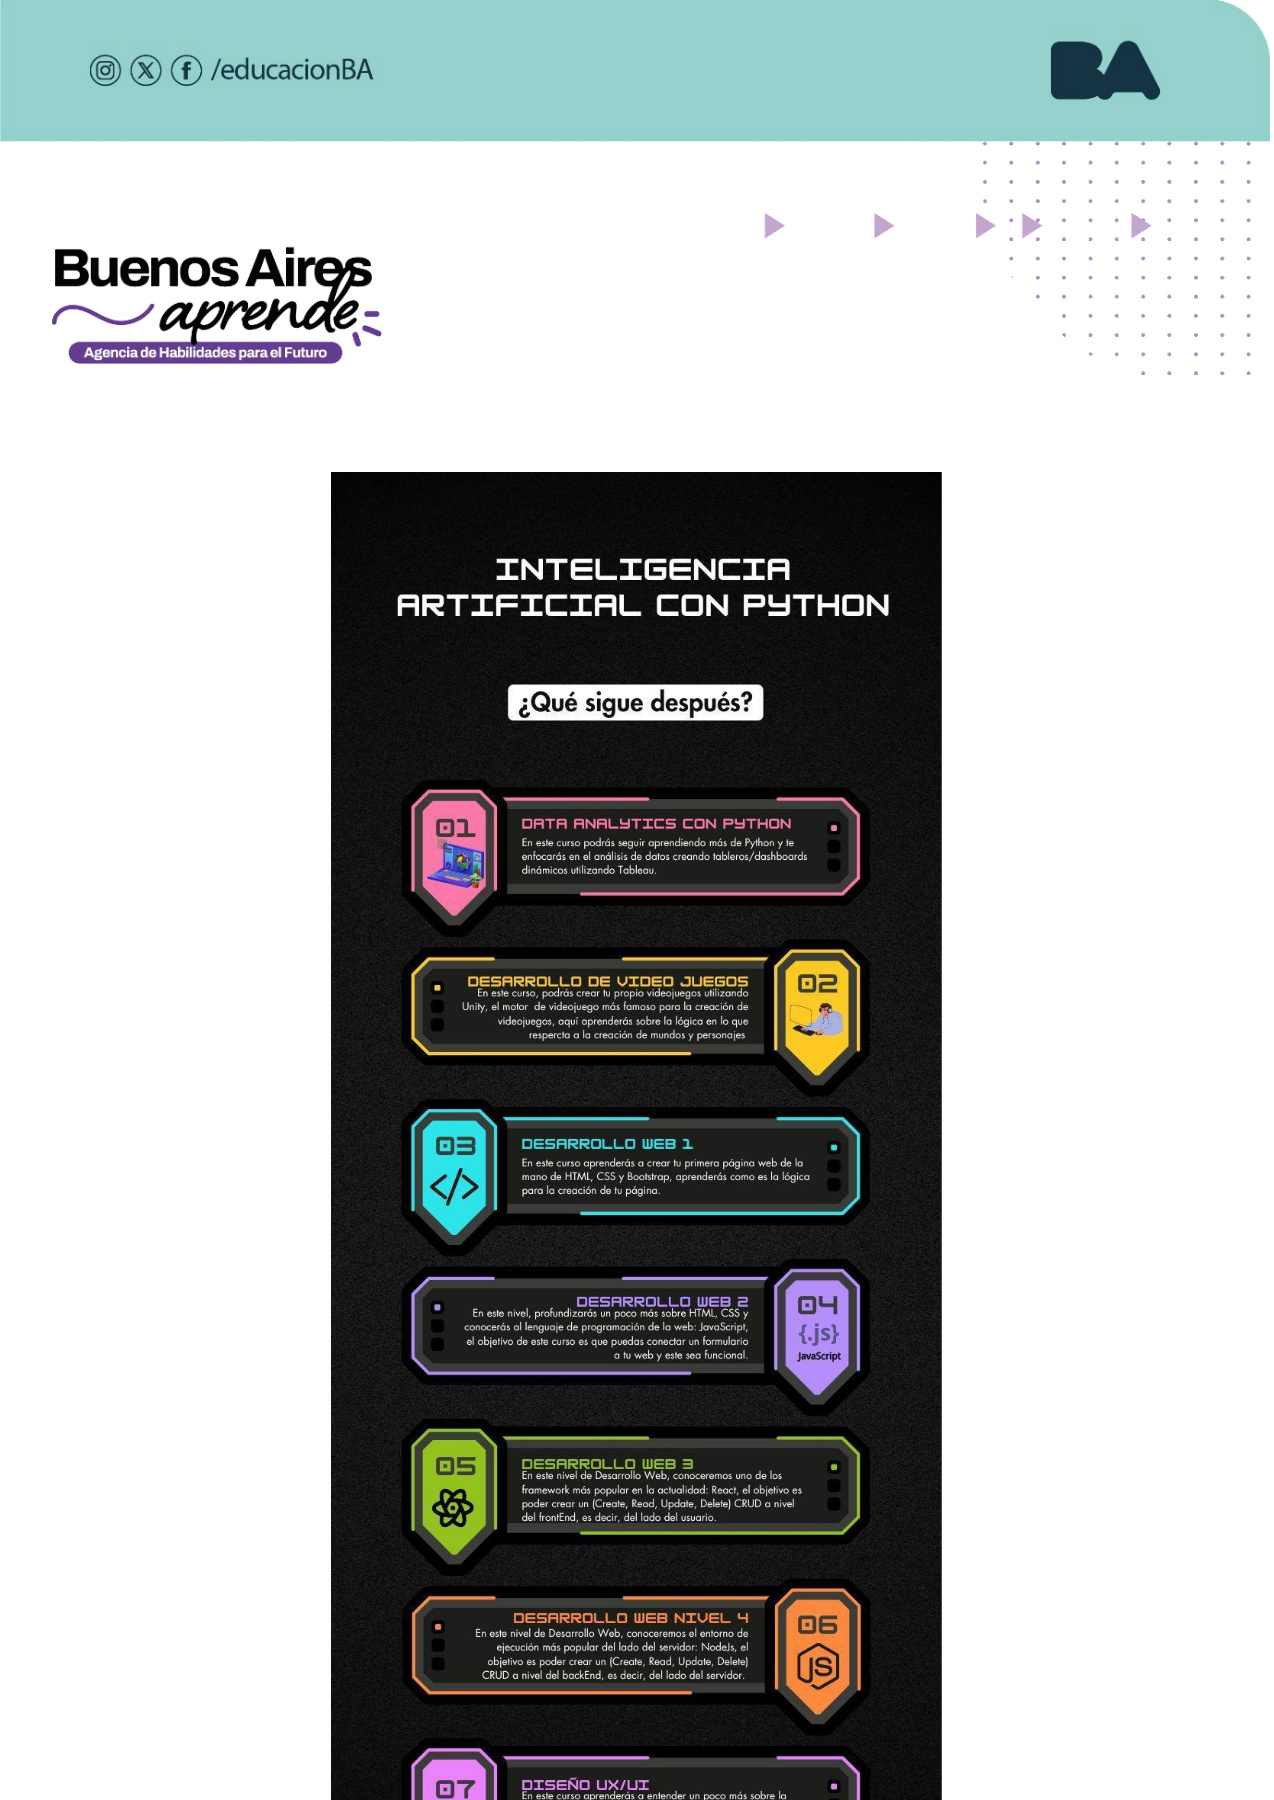 /educacionBA
BA
Buenos Aires
aprende
Agencia de Habilidades para el Futuro
INTELIGENCIA
ARTIFICIAL CON PYTHON
¿Qué sigue después?
01
DATA ANALYTICS CON PYTHON
En este curso podrás seguir aprendiendo más de Python y te
enfocarás en el análisis de datos creando tableros/dashboards
dinámicos utilizando Tableau.
02
DESARROLLO DE VIDEO JUEGOS
En este curso, podrás crear tu propio videojuegos utilizando
Unity, el motor de videojuego más famoso para la creación de
videojuegos, aquí aprenderás sobre la lógica en lo que
respercta a la creación de mundos y personajes
03
</>
DESARROLLO WEB 1
En este curso aprenderás a crear tu primera página web de la
mano de HTML, CSS y Bootstrap, aprenderás como es la lógica
para la creación de tu página.
04
{.js}
JavaScript
DESARROLLO WEB 2
En este nivel, profundizarás un poco más sobre HTML, CSS y
conocerás al lenguaje de programación de la web: JavaScript,
el objetivo de este curso es que puedas conectar un formulario
a tu web y este sea funcional.
05
DESARROLLO WEB 3
En este nivel de Desarrollo Web, conoceremos uno de los
framework más popular en la actualidad: React, el objetivo es
poder crear un (Create, Read, Update, Delete) CRUD a nivel
del frontEnd, es decir, del lado del usuario.
06
JS
DESARROLLO WEB NIVEL 4
En este nivel de Desarrollo Web, conoceremos el entorno de
ejecución más popular del lado del servidor: NodeJs, el
objetivo es poder crear un (Create, Read, Update, Delete)
CRUD a nivel del backEnd, es decir, del lado del servidor.
07
DISEÑO UX/UI
En este curso aprenderás a entender un poco más sobre la